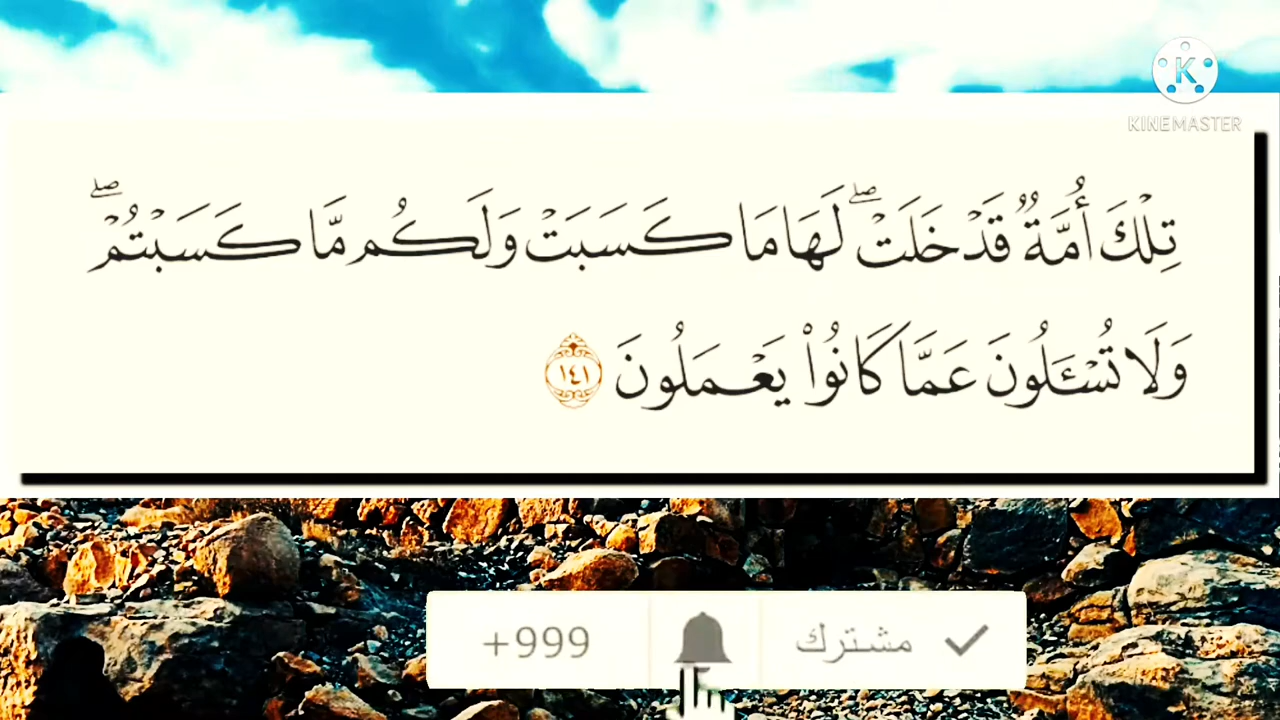 KINEMASTER
تِلْكَ أُمَّةٌ قَدْ خَلَتْ ۖ لَهَا مَا كَسَبَتْ وَلَكُم مَّا كَسَبْتُمْ ۖ
وَلَا تُسْـَٔلُونَ عَمَّا كَانُوا۟ يَعْمَلُونَ ١٤١
+999 مشترك